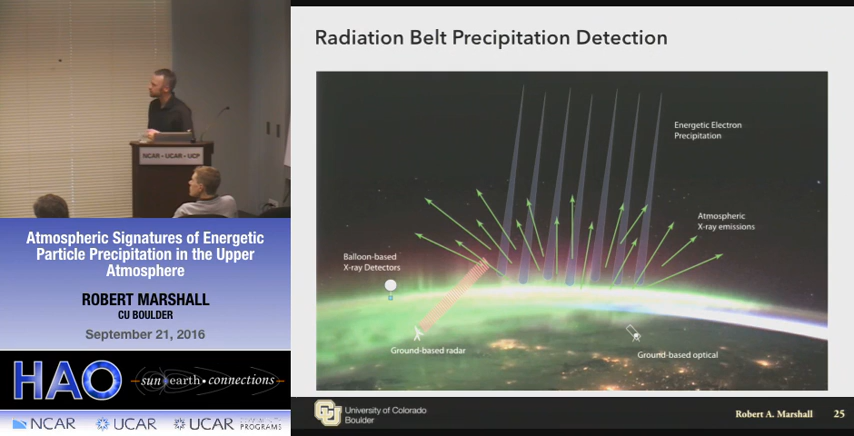 Radiation Belt Precipitation Detection
Energetic Electron
Precipitation
Atmospheric
X-ray emissions
Balloon-based
X-ray Detectors
Ground-based radar
Ground-based optical
NCAR • UCAR • UCP
Atmospheric Signatures of Energetic
Particle Precipitation in the Upper
Atmosphere
ROBERT MARSHALL
CU BOULDER
September 21, 2016
HAO
sun earth • connections
NCAR
UCAR
UCAR
PROGRAMS
CU
University of Colorado
Boulder
Robert A. Marshall
25